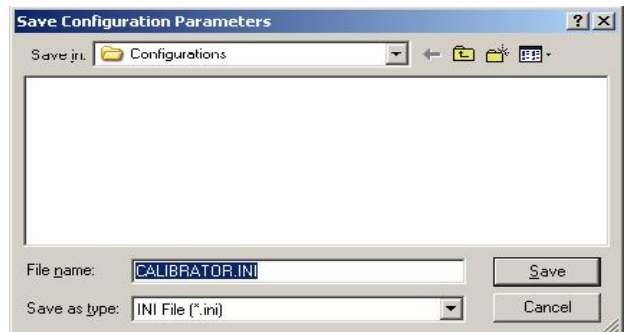 Save Configuration Parameters
Save in: Configurations
File name: CALIBRATOR.INI Save
Save as type: INI File (*.ini) Cancel